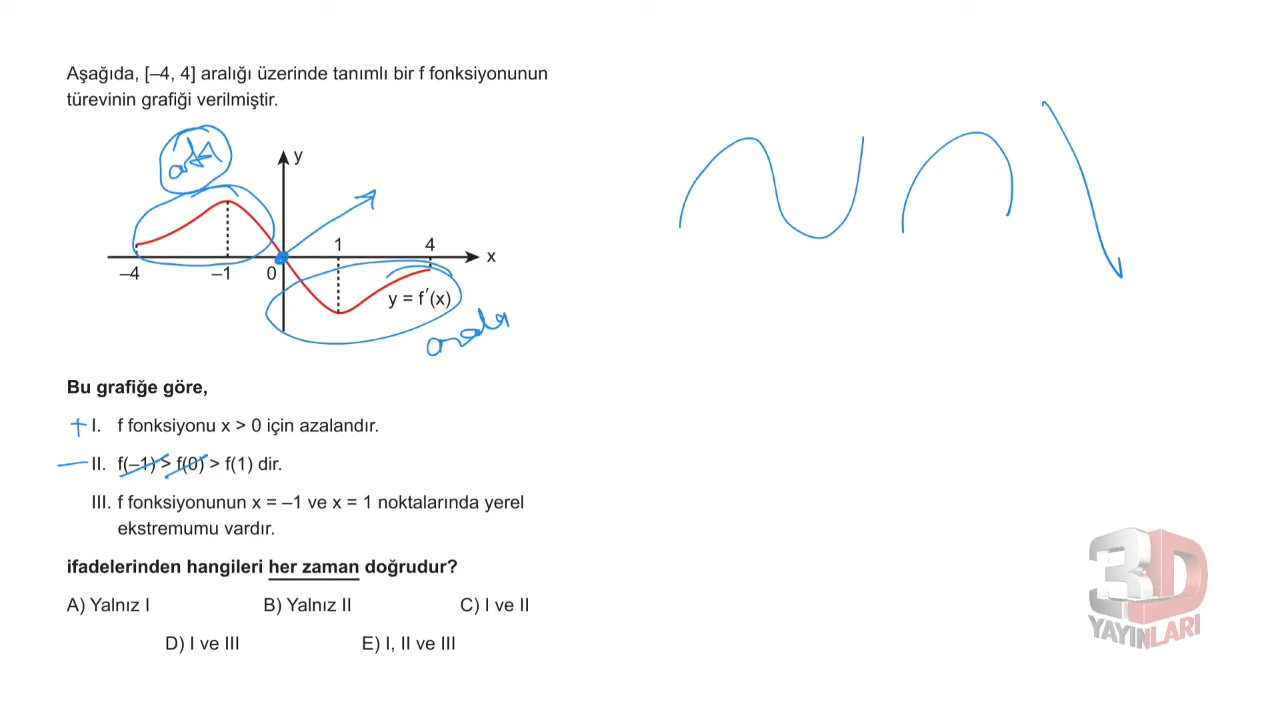 Aşağıda, [–4, 4] aralığı üzerinde tanımlı bir f fonksiyonunun
türevinin grafiği verilmiştir.
artan
y
1
4
x
–4
–1
0
y = f'(x)
azalan
Bu grafiğe göre,
+ I. f fonksiyonu x > 0 için azalandır.
— II. f(–1) > f(0) > f(1) dir.
III. f fonksiyonunun x = –1 ve x = 1 noktalarında yerel
ekstremumu vardır.
ifadelerinden hangileri her zaman doğrudur?
A) Yalnız I B) Yalnız II C) I ve II
D) I ve III E) I, II ve III
3D
YAYINLARI